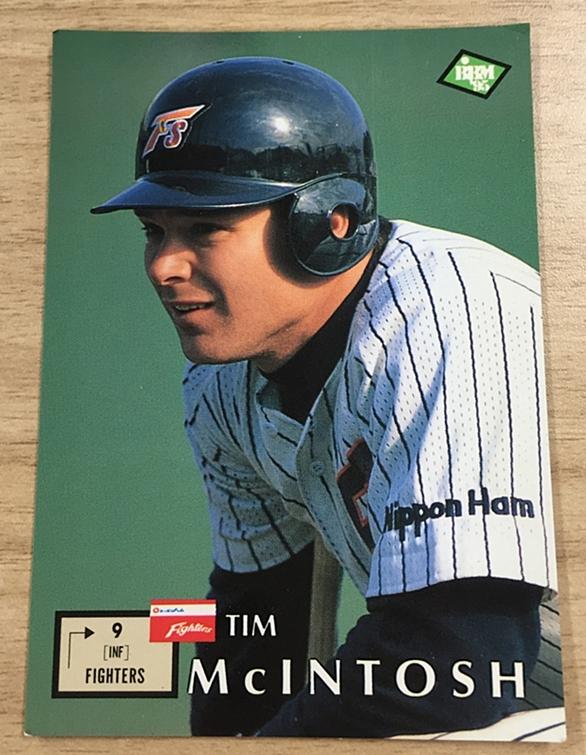 BBM
'95
Fs
Nippon Ham
9
[INF]
FIGHTERS
Fighters
TIM
McINTOSH